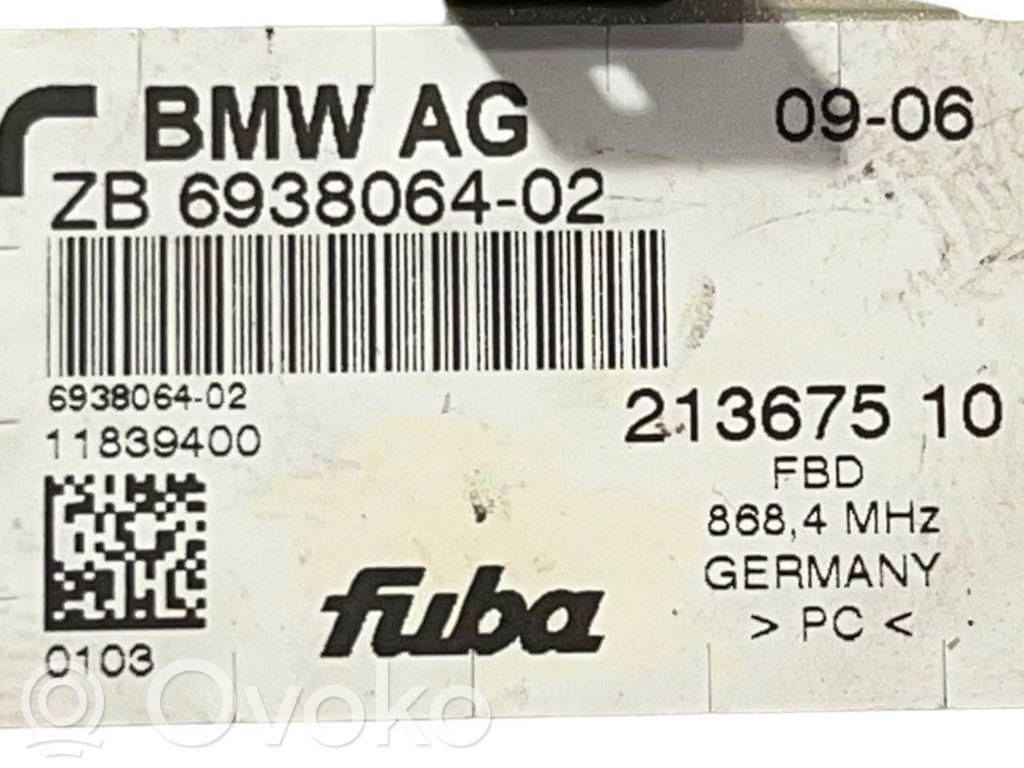 BMW AG 09-06
ZB 6938064-02
6938064-02
11839400
213675 10
FBD
868,4 MHz
GERMANY
> PC <
fuba
0103
Ovoko